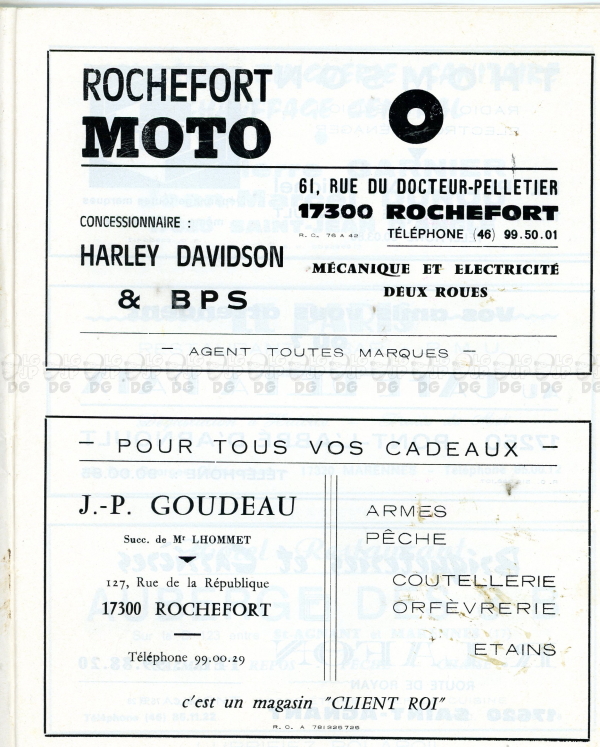 ROCHEFORT
MOTO
61, RUE DU DOCTEUR-PELLETIER
17300 ROCHEFORT
R. C. 76 A 42
TÉLÉPHONE (46) 99.50.01
CONCESSIONNAIRE :
HARLEY DAVIDSON
& BPS
MÉCANIQUE ET ELECTRICITÉ
DEUX ROUES
— AGENT TOUTES MARQUES —
— POUR TOUS VOS CADEAUX —
J.-P. GOUDEAU
Succ. de Mr LHOMMET
127, Rue de la République
17300 ROCHEFORT
Téléphone 99.00.29
ARMES
PÊCHE
COUTELLERIE
ORFÈVRERIE
ETAINS
c'est un magasin "CLIENT ROI"
R. C. A 781 325 726